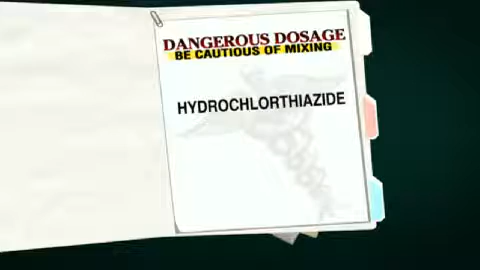 DANGEROUS DOSAGE
BE CAUTIOUS OF MIXING
HYDROCHLORTHIAZIDE